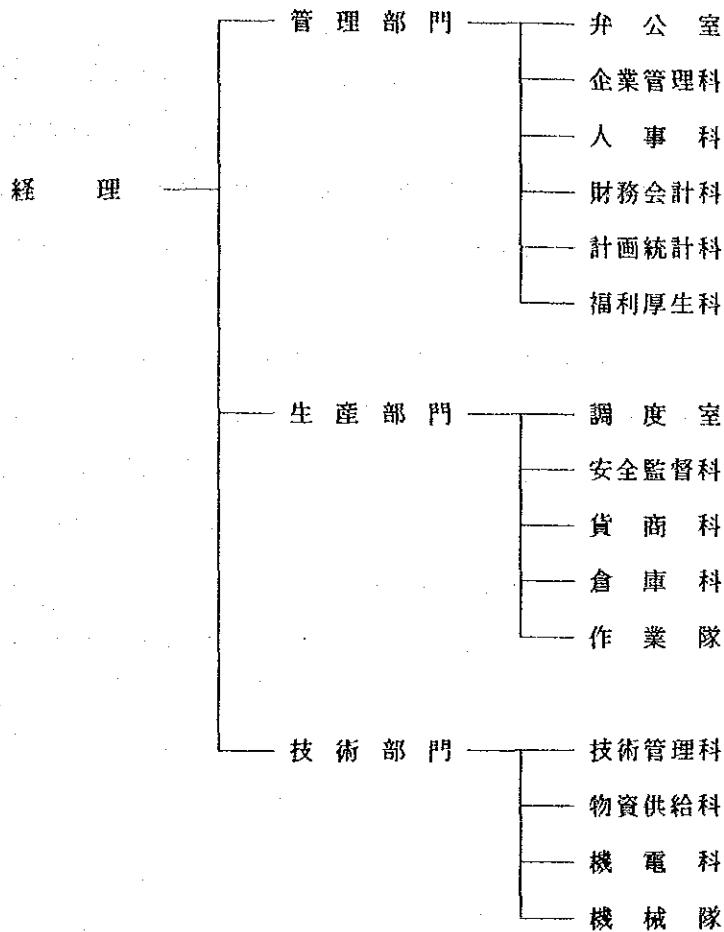 管理部門
弁公室
企業管理科
人事科
経理
財務会計科
計画統計科
福利厚生科
生産部門
調度室
安全監督科
貨商科
倉庫科
作業隊
技術部門
技術管理科
物資供給科
機電科
機械隊